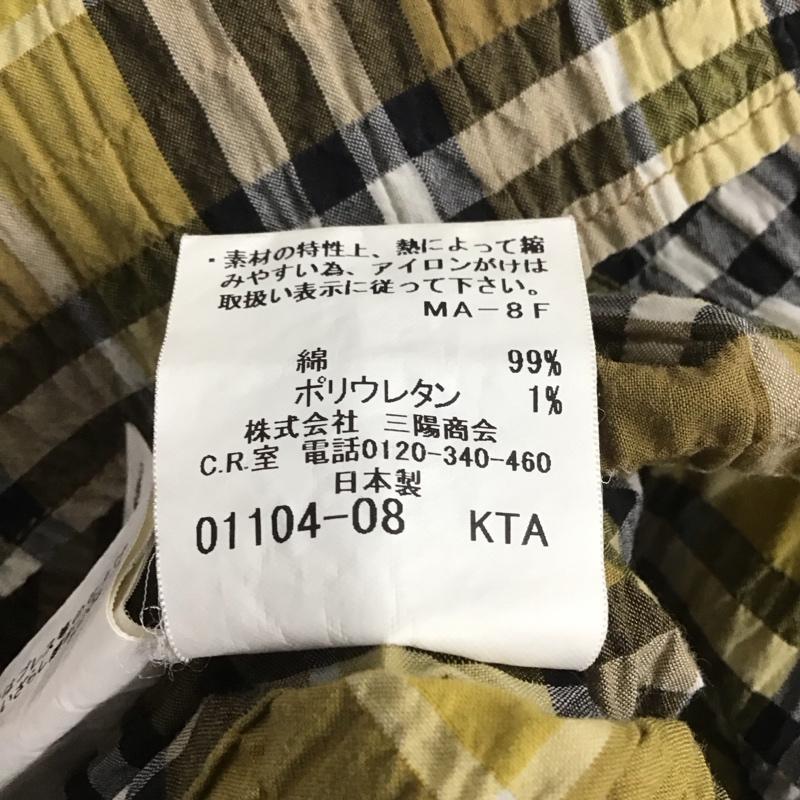 ・素材の特性上、熱によって縮
みやすい為、アイロンがけは
取扱い表示に従って下さい。
MA-8F
綿 99%
ポリウレタン 1%
株式会社 三陽商会
C.R.室 電話0120-340-460
日本製
01104-08 KTA